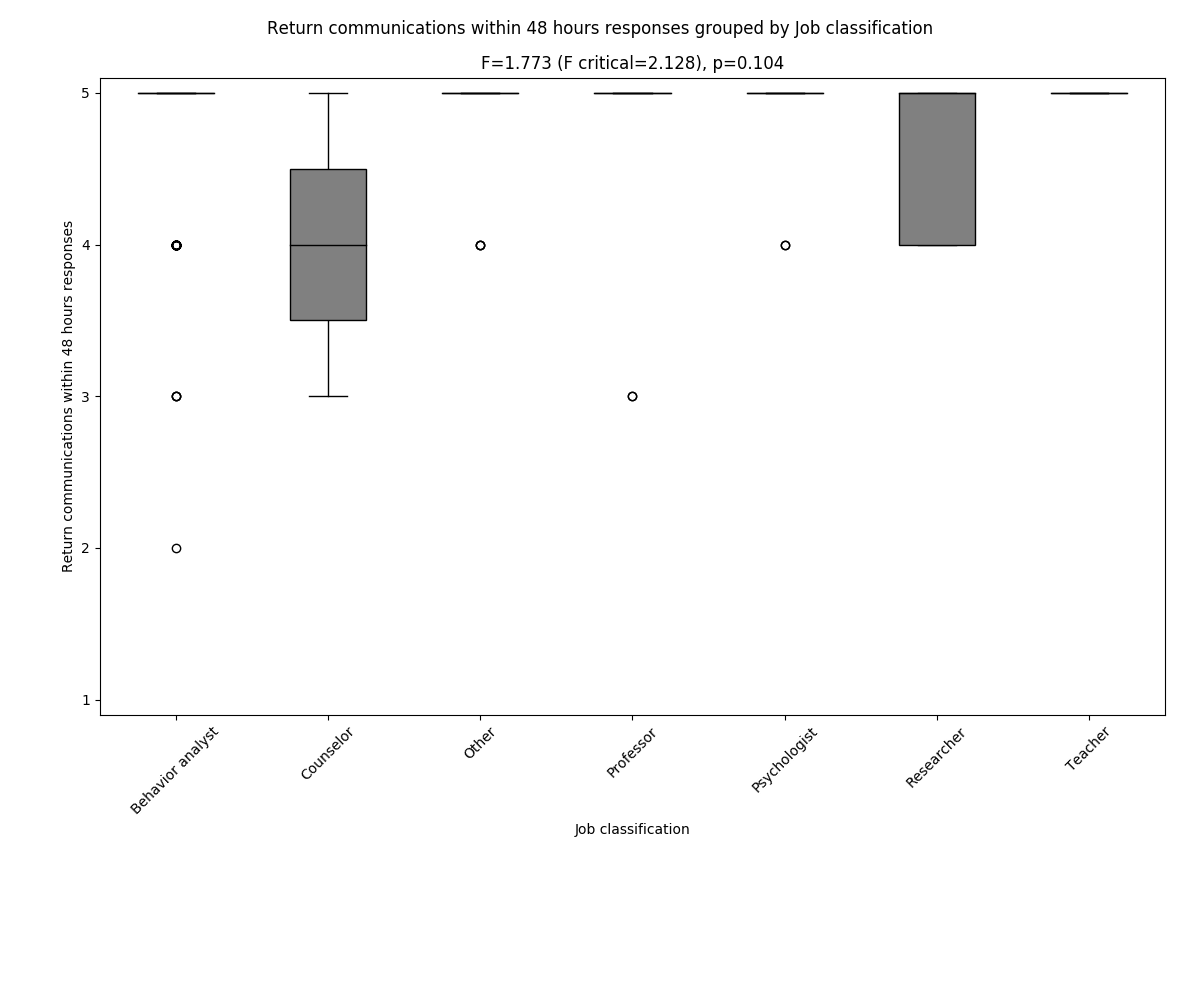 Return communications within 48 hours responses grouped by Job classification
F=1.773 (F critical=2.128), p=0.104
Return communications within 48 hours responses
5
4
3
2
1
Behavior analyst
Counselor
Other
Professor
Psychologist
Researcher
Teacher
Job classification